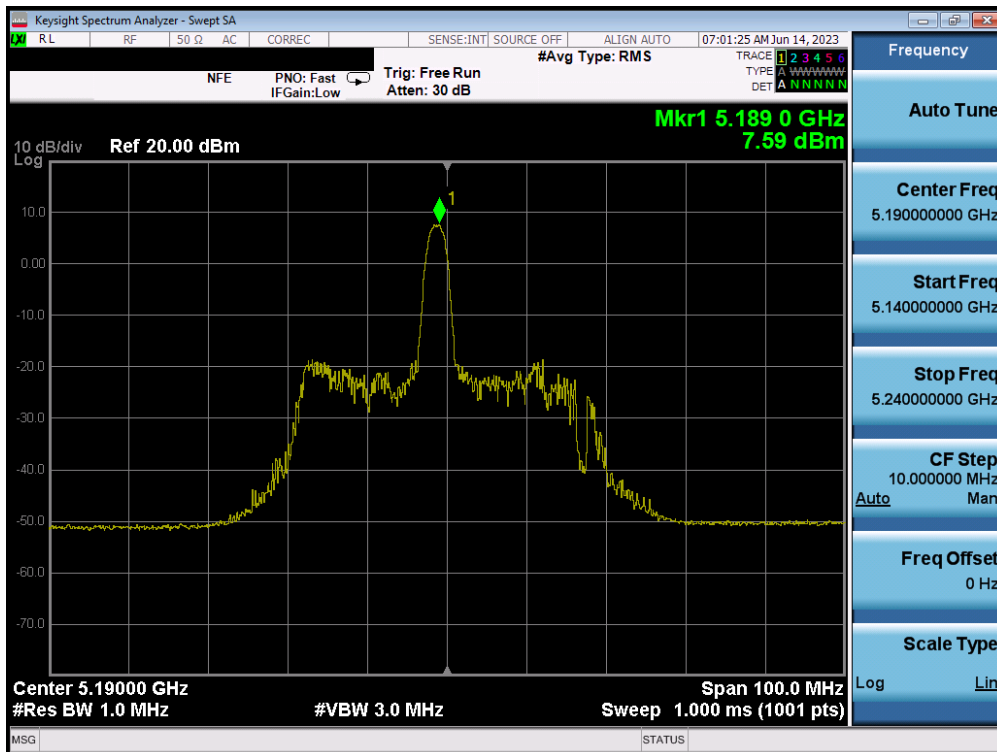 Keysight Spectrum Analyzer - Swept SA
LXI RL RF 50 Ω AC CORREC SENSE:INT SOURCE OFF ALIGN AUTO 07:01:25 AM Jun 14, 2023
NFE PNO: Fast Trig: Free Run #Avg Type: RMS TRACE 1 2 3 4 5 6
IFGain:Low Atten: 30 dB TYPE A WWWWW
DET A N N N N N
Mkr1 5.189 0 GHz
7.59 dBm
10 dB/div Ref 20.00 dBm
Log
1
10.0
0.00
-10.0
-20.0
-30.0
-40.0
-50.0
-60.0
-70.0
Center 5.19000 GHz Span 100.0 MHz
#Res BW 1.0 MHz #VBW 3.0 MHz Sweep 1.000 ms (1001 pts)
MSG STATUS
Frequency
Auto Tune
Center Freq
5.190000000 GHz
Start Freq
5.140000000 GHz
Stop Freq
5.240000000 GHz
CF Step
10.000000 MHz
Auto Man
Freq Offset
0 Hz
Scale Type
Log Lin